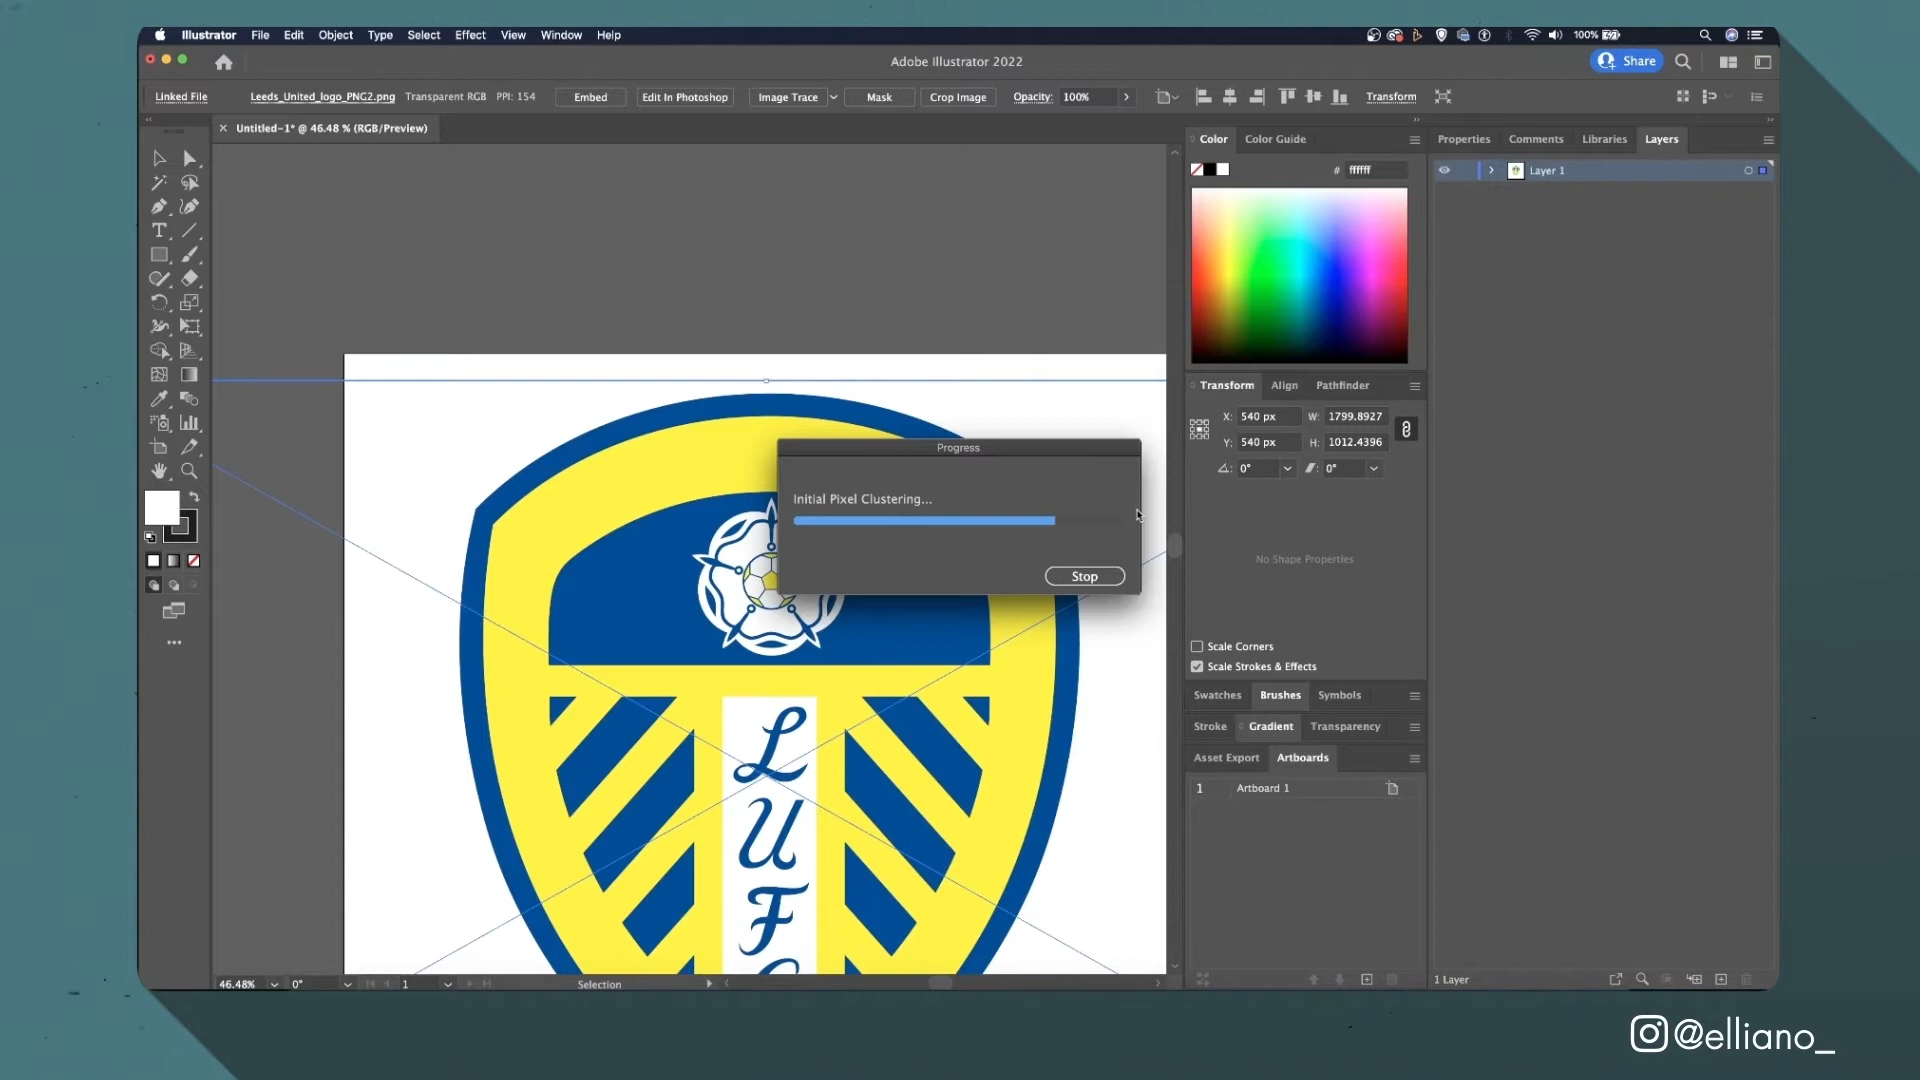 Illustrator File Edit Object Type Select Effect View Window Help 100%
Adobe Illustrator 2022 Share
Linked File Leeds_United_logo_PNG2.png Transparent RGB PPI: 154 Embed Edit In Photoshop Image Trace Mask Crop Image Opacity: 100% Transform
Untitled-1* @ 46.48 % (RGB/Preview)
Color Color Guide
Properties Comments Libraries Layers
# ffffff
Layer 1
Transform Align Pathfinder
X: 540 px W: 1799.8927
Y: 540 px H: 1012.4396
0° 0°
Progress
Initial Pixel Clustering...
Stop
No Shape Properties
Scale Corners
Scale Strokes & Effects
Swatches Brushes Symbols
Stroke Gradient Transparency
Asset Export Artboards
1 Artboard 1
L
U
F
46.48% 0° 1 Selection
1 Layer
@elliano_